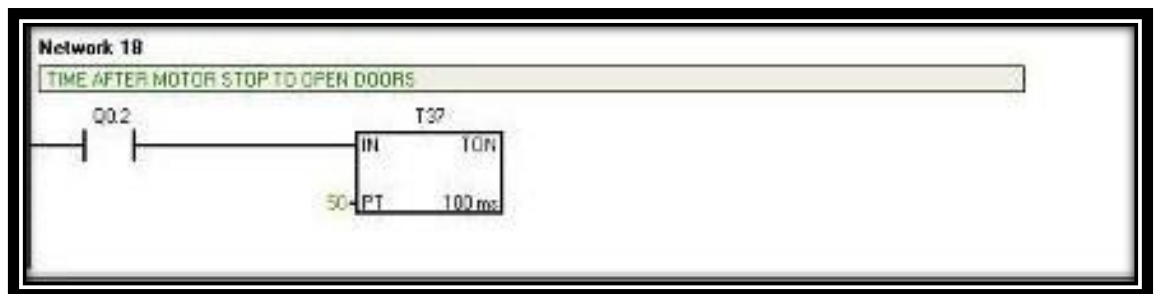 Network 18
TIME AFTER MOTOR STOP TO OPEN DOORS
Q0.2
T37
IN TON
50 PT 100 ms